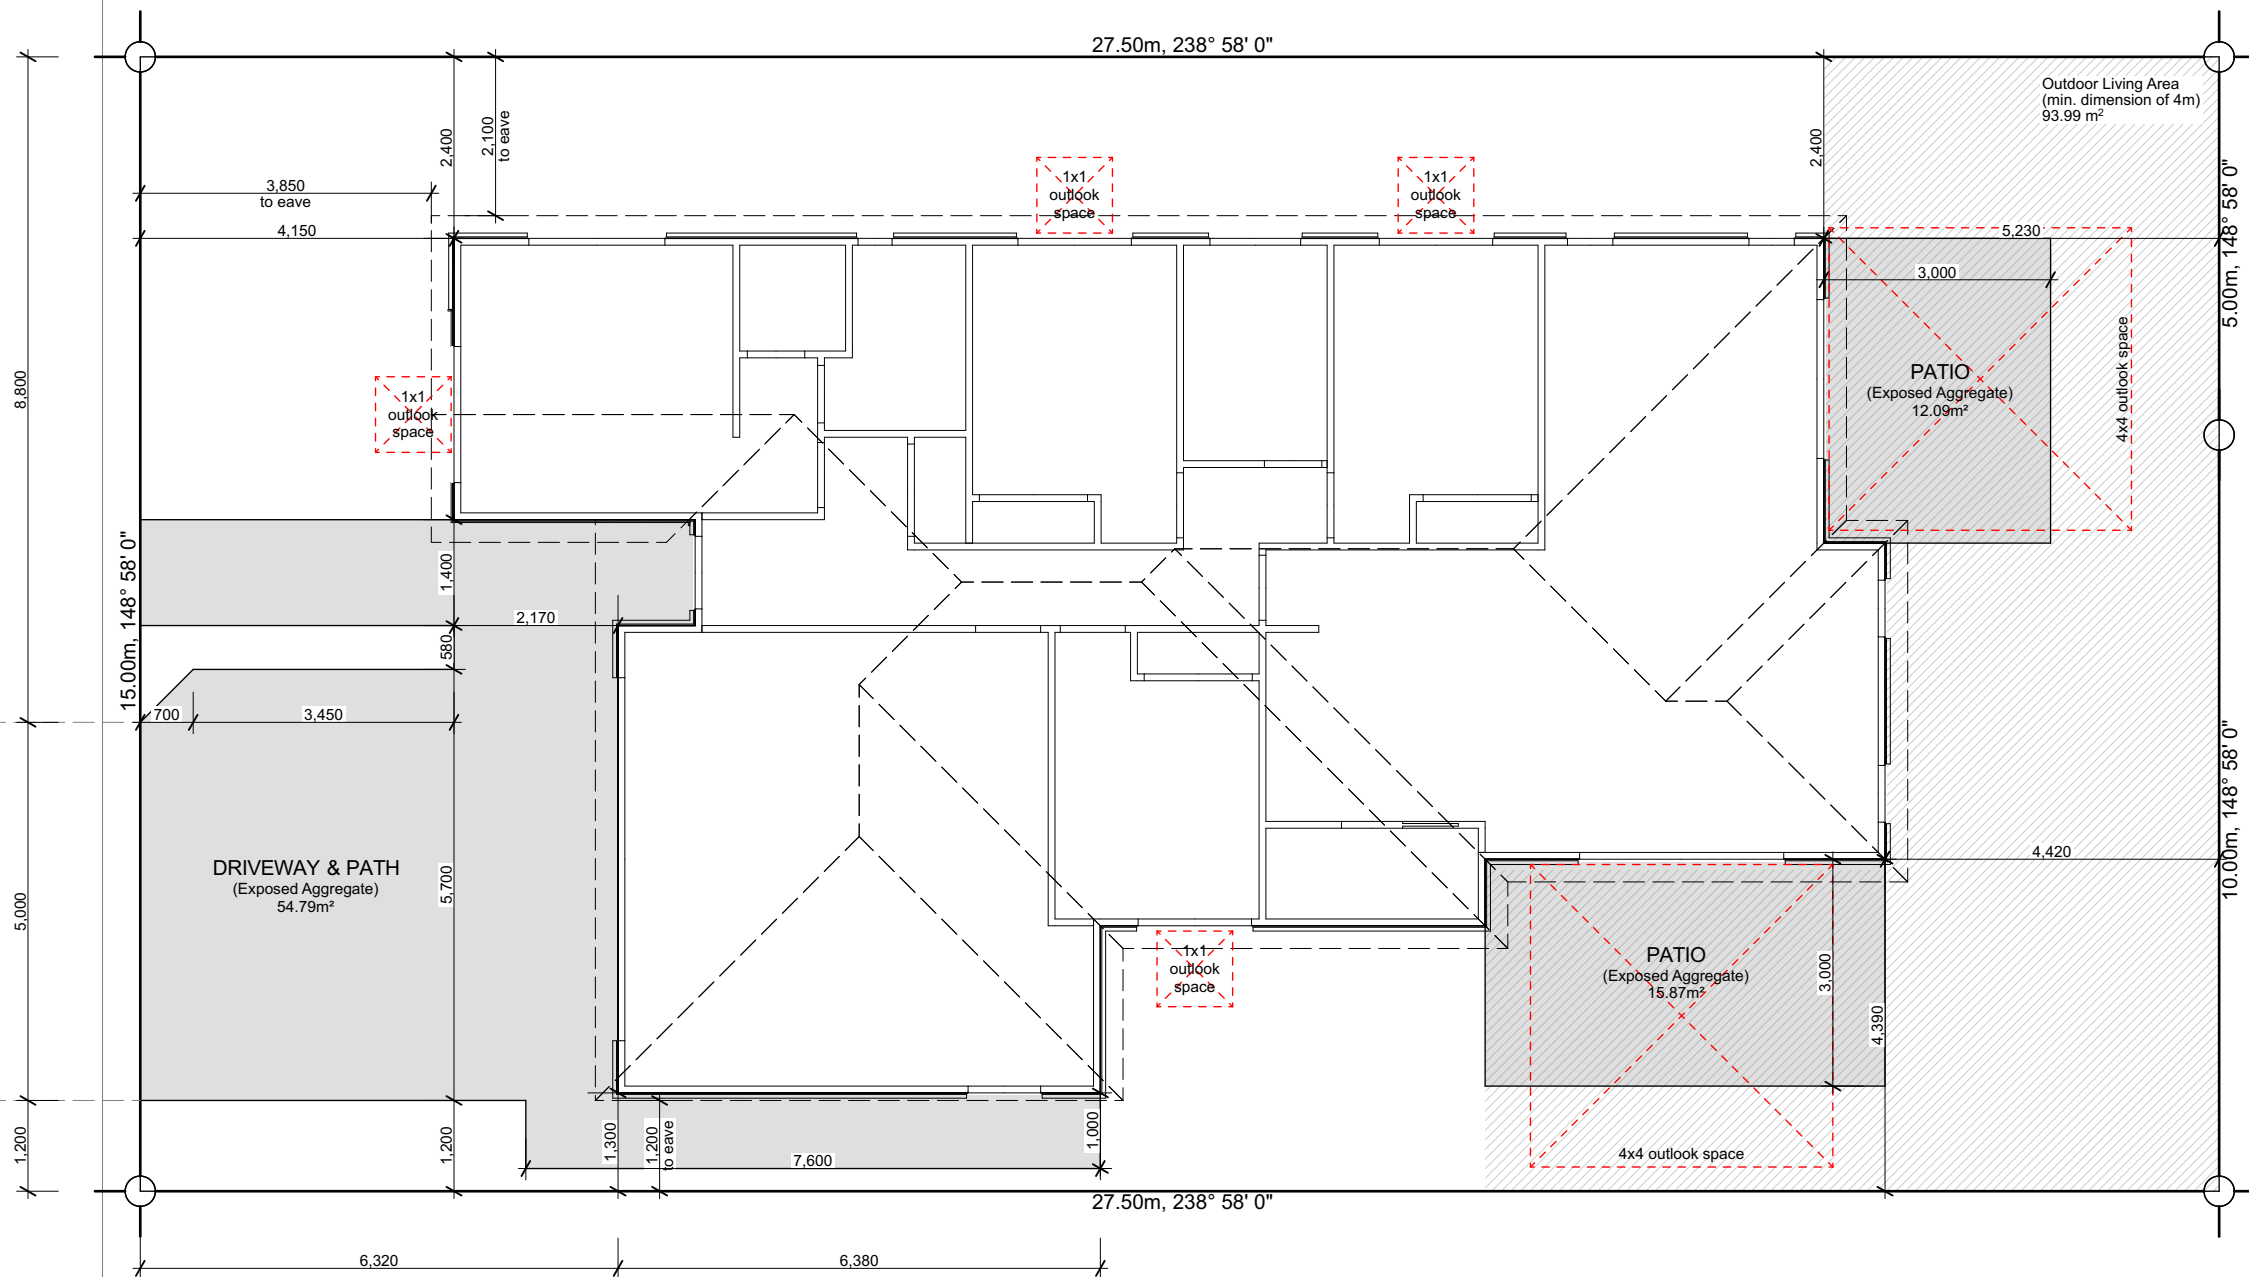 27.50m, 238° 58' 0"
Outdoor Living Area
(min. dimension of 4m)
93.99 m²
2,400
2,100
to eave
2,400
5.00m, 148° 58' 0"
3,850
to eave
4,150
1x1
outlook
space
1x1
outlook
space
5,230
3,000
8,800
1x1
outlook
space
PATIO
(Exposed Aggregate)
12.09m²
4x4 outlook space
15.00m, 148° 58' 0"
1,400
2,170
580
700
3,450
DRIVEWAY & PATH
(Exposed Aggregate)
54.79m²
5,000
5,700
4,420
10.00m, 148° 58' 0"
1x1
outlook
space
PATIO
(Exposed Aggregate)
15.87m²
3,000
4,390
1,200
1,200
1,300
1,200
to eave
7,600
1,000
4x4 outlook space
27.50m, 238° 58' 0"
6,320
6,380